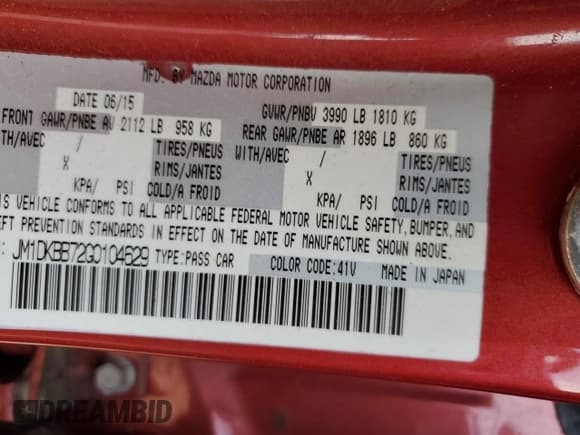 MFD. BY MAZDA MOTOR CORPORATION
DATE 06/15
GVWR/PNBV 3990 LB 1810 KG
FRONT GAWR/PNBE AV 2112 LB 958 KG
REAR GAWR/PNBE AR 1896 LB 860 KG
WITH/AVEC / TIRES/PNEUS WITH/AVEC / TIRES/PNEUS
X RIMS/JANTES X RIMS/JANTES
KPA/ PSI COLD/A FROID KPA/ PSI COLD/A FROID
IS VEHICLE CONFORMS TO ALL APPLICABLE FEDERAL MOTOR VEHICLE SAFETY, BUMPER, AND
EFT PREVENTION STANDARDS IN EFFECT ON THE DATE OF MANUFACTURE SHOWN ABOVE.
: JM1DKBB72G0104629 TYPE:PASS CAR COLOR CODE:41V MADE IN JAPAN
DREAMBID